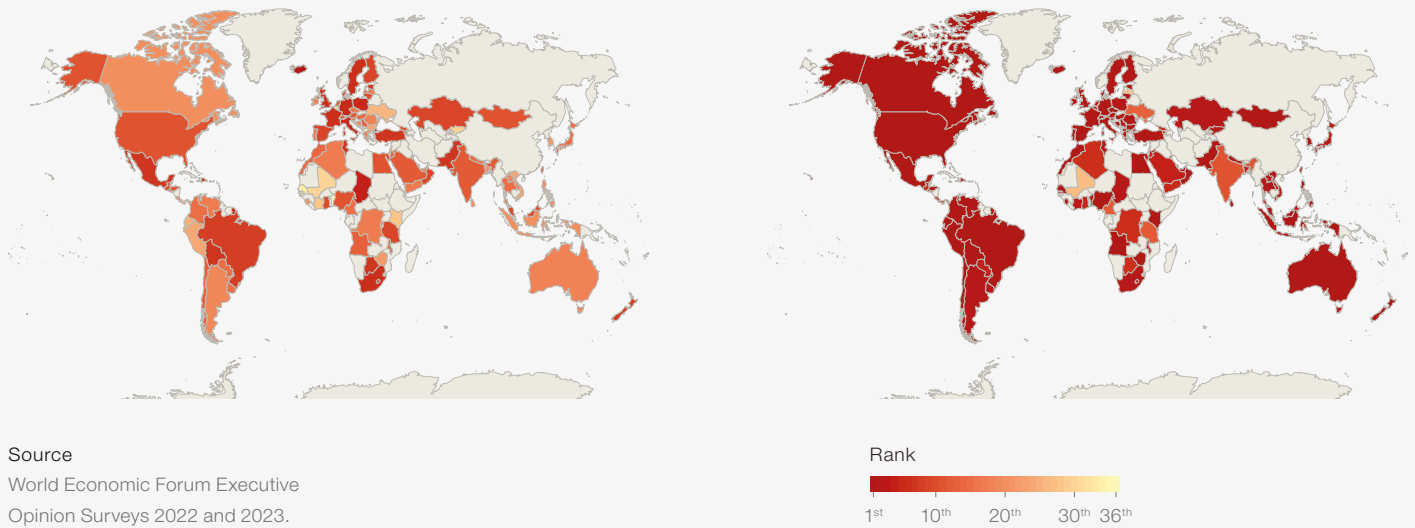 Source
World Economic Forum Executive
Opinion Surveys 2022 and 2023.
Rank
1st 10th 20th 30th 36th